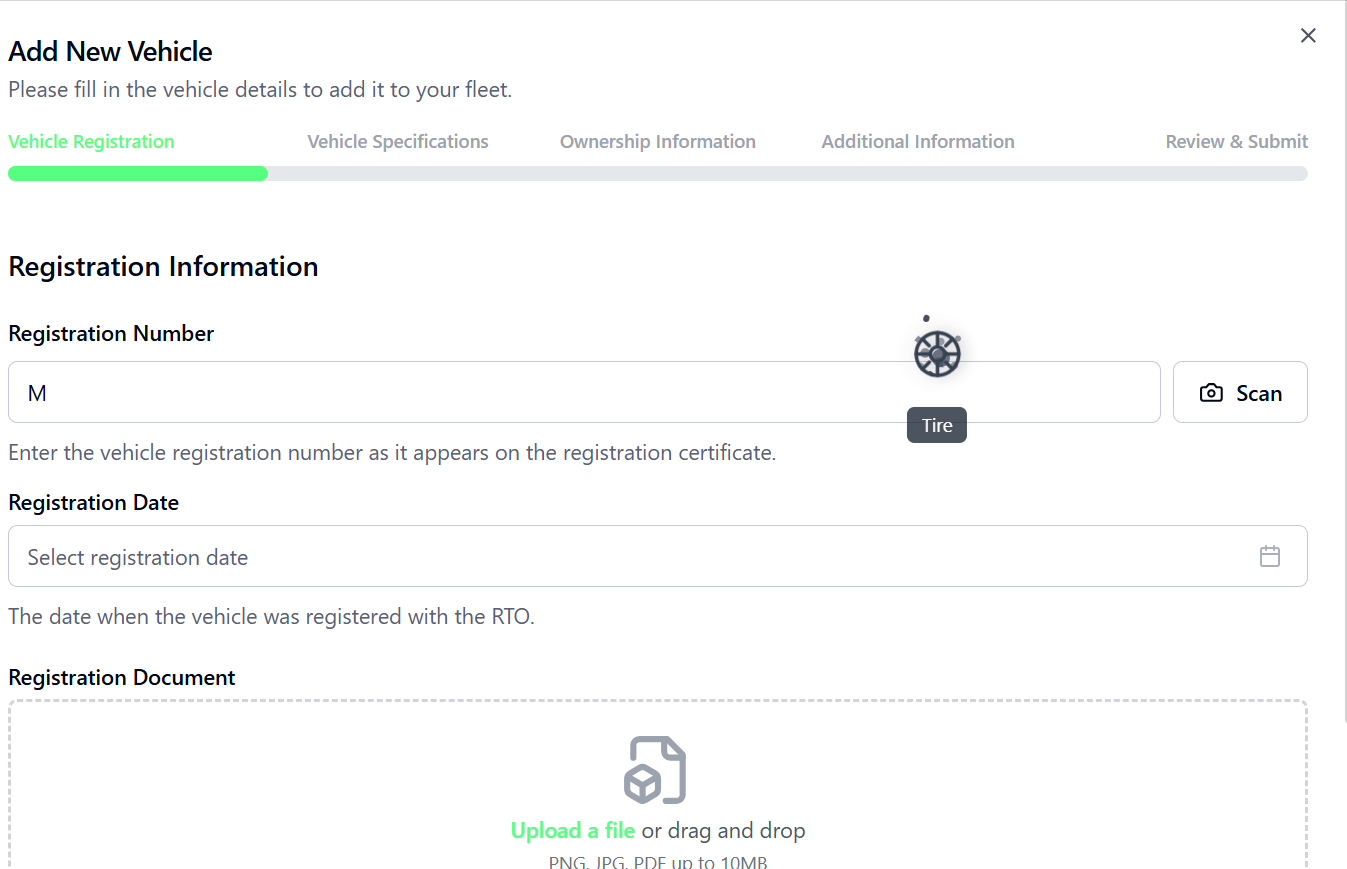 Add New Vehicle
Please fill in the vehicle details to add it to your fleet.
Vehicle Registration Vehicle Specifications Ownership Information Additional Information Review & Submit
Registration Information
Registration Number
M Scan
Tire
Enter the vehicle registration number as it appears on the registration certificate.
Registration Date
Select registration date
The date when the vehicle was registered with the RTO.
Registration Document
Upload a file or drag and drop
PNG, JPG, PDF up to 10MB